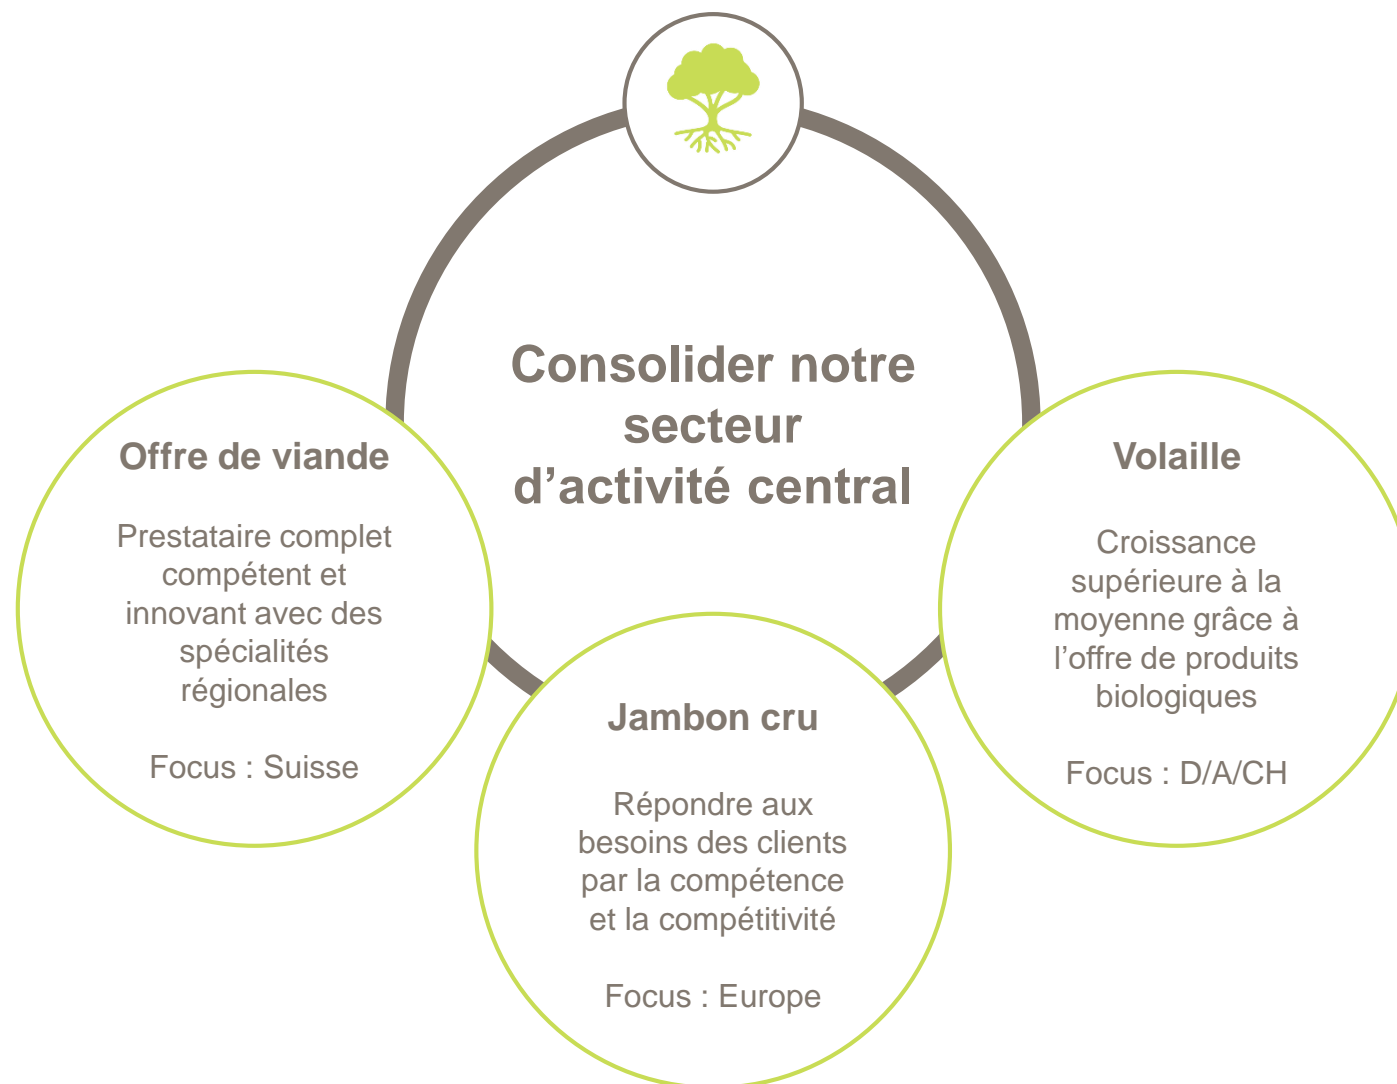 Consolider notre
secteur
d’activité central
Offre de viande
Prestataire complet
compétent et
innovant avec des
spécialités
régionales
Focus : Suisse
Jambon cru
Répondre aux
besoins des clients
par la compétence
et la compétitivité
Focus : Europe
Volaille
Croissance
supérieure à la
moyenne grâce à
l’offre de produits
biologiques
Focus : D/A/CH